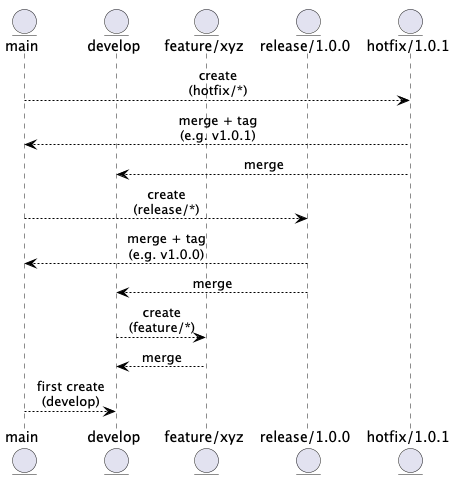 main develop feature/xyz release/1.0.0 hotfix/1.0.1
create
(hotfix/*)
merge + tag
(e.g. v1.0.1)
merge
create
(release/*)
merge + tag
(e.g. v1.0.0)
merge
create
(feature/*)
merge
first create
(develop)
main develop feature/xyz release/1.0.0 hotfix/1.0.1